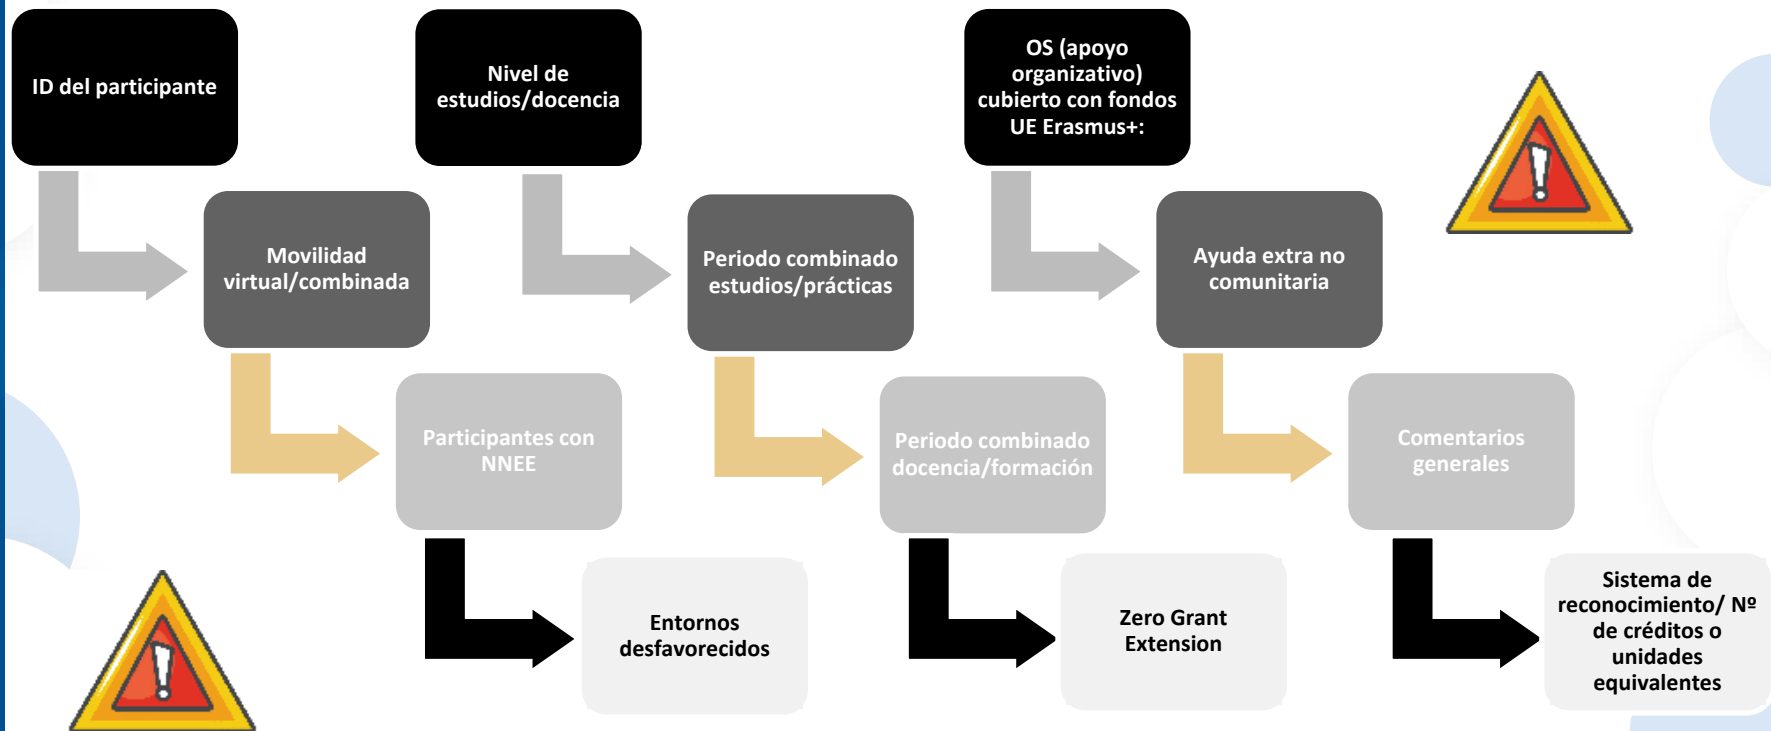 ID del participante
Movilidad
virtual/combinada
Participantes con
NNEE
Entornos
desfavorecidos
Nivel de
estudios/docencia
Periodo combinado
estudios/prácticas
Periodo combinado
docencia/formación
Zero Grant
Extension
OS (apoyo
organizativo)
cubierto con fondos
UE Erasmus+:
Ayuda extra no
comunitaria
Comentarios
generales
Sistema de
reconocimiento/ Nº
de créditos o
unidades
equivalentes